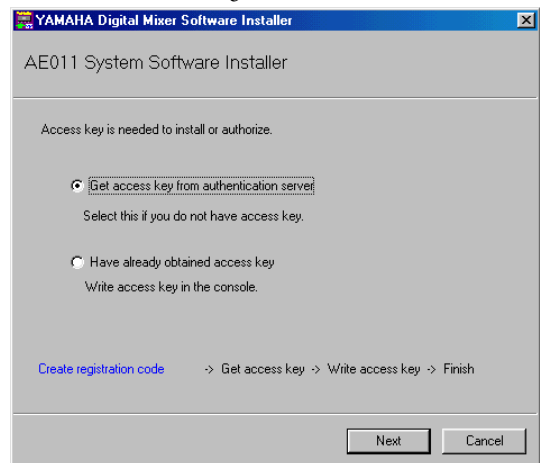 YAMAHA Digital Mixer Software Installer
AE011 System Software Installer
Access key is needed to install or authorize.
Get access key from authentication server
Select this if you do not have access key.
Have already obtained access key
Write access key in the console.
Create registration code -> Get access key -> Write access key -> Finish
Next Cancel